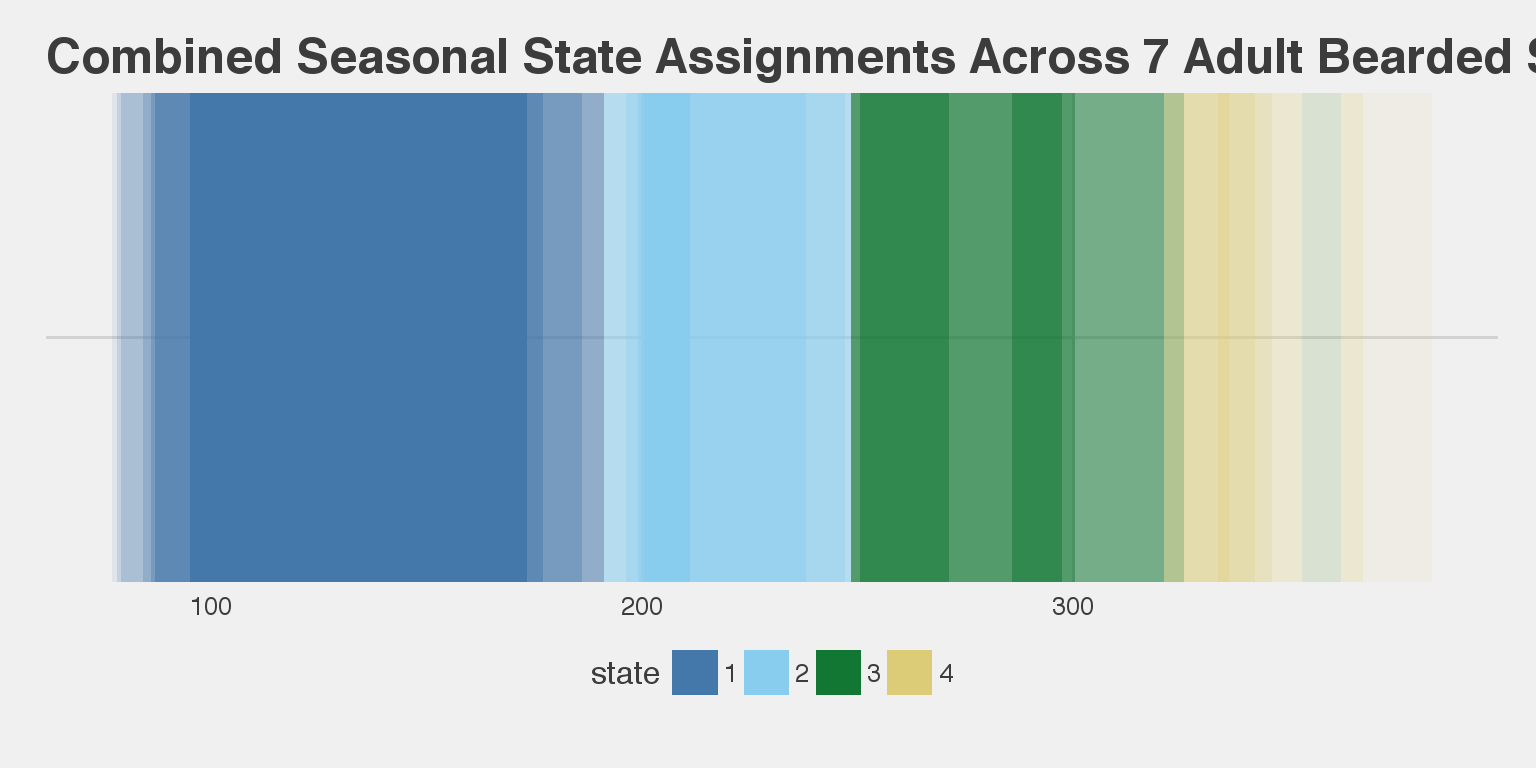 Combined Seasonal State Assignments Across 7 Adult Bearded
100 200 300
state 1 2 3 4